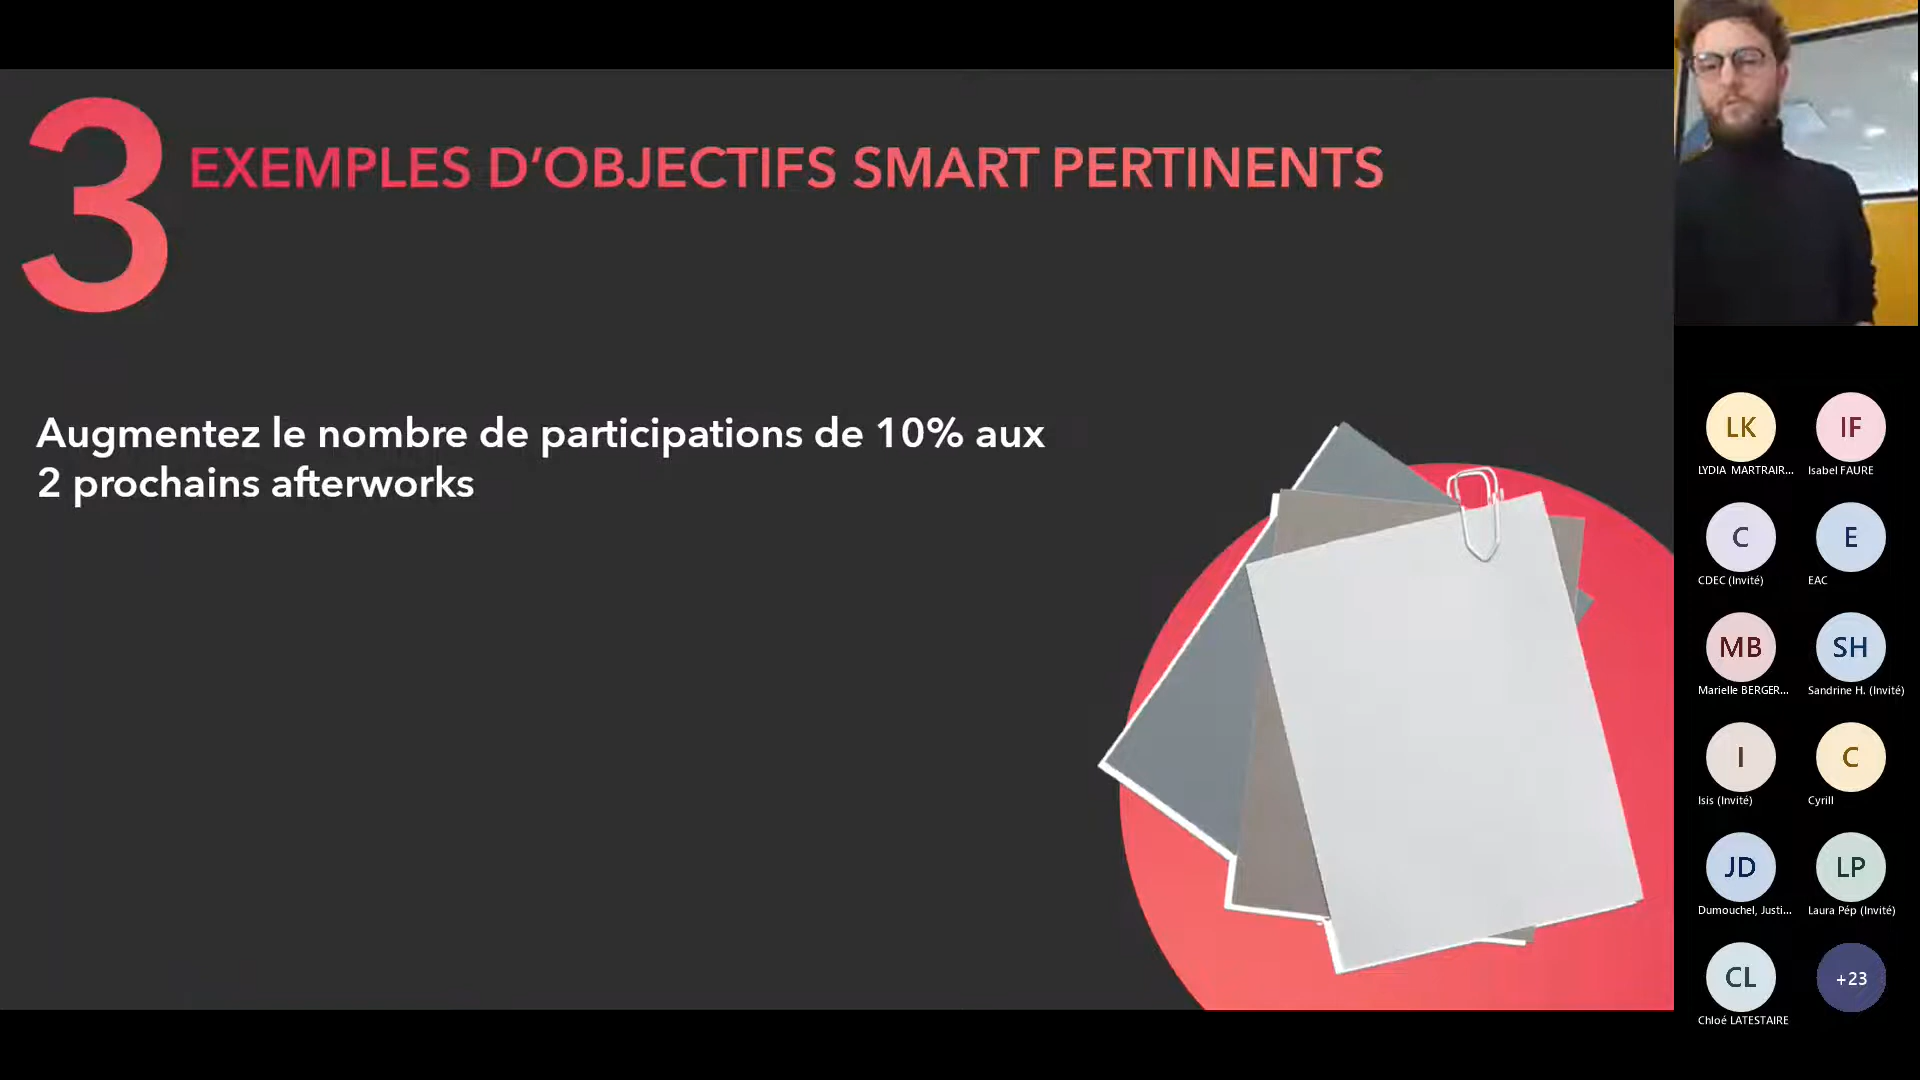 3
EXEMPLES D’OBJECTIFS SMART PERTINENTS
Augmentez le nombre de participations de 10% aux
2 prochains afterworks
LK
LYDIA MARTRAIR...
IF
Isabel FAURE
C
CDEC (Invité)
E
EAC
MB
Marielle BERGER...
SH
Sandrine H. (Invité)
I
Isis (Invité)
C
Cyrill
JD
Dumouchel, Justi...
LP
Laura Pép (Invité)
CL
Chloé LATESTAIRE
+23